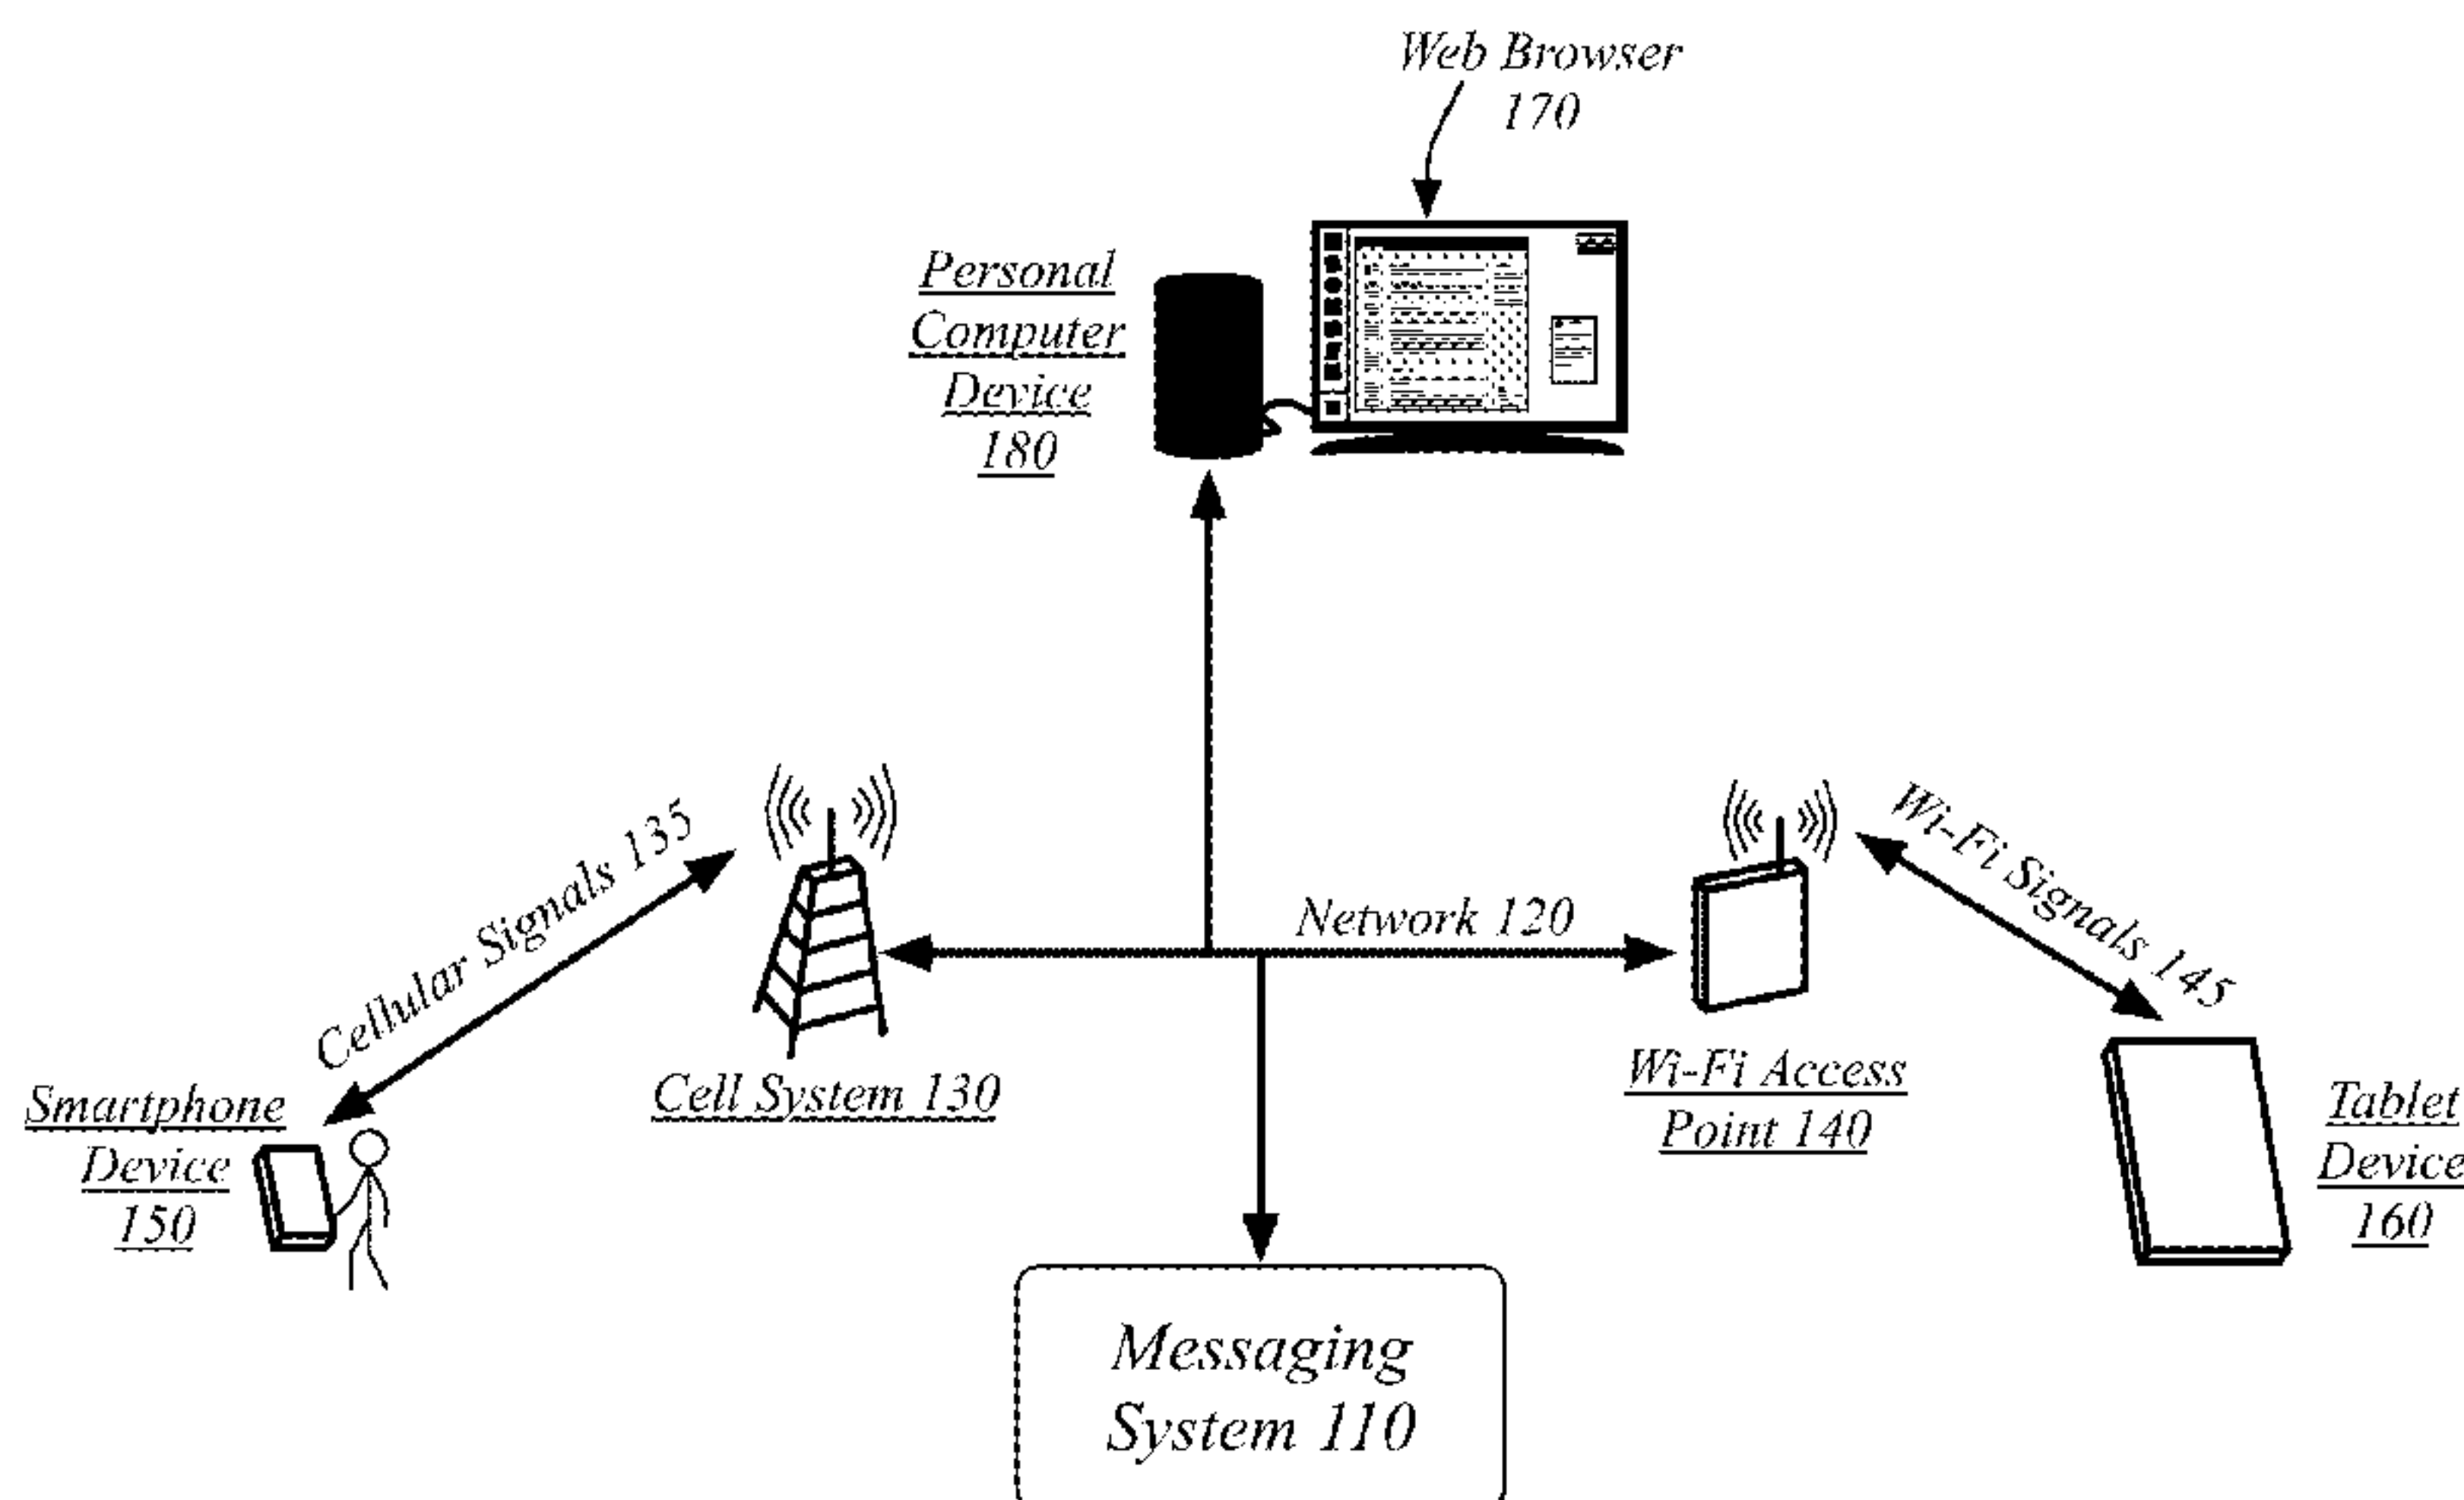 Web Browser
170
Personal
Computer
Device
180
Cellular Signals 135
Network 120
Wi-Fi Signals 145
Smartphone
Device
150
Cell System 130
Wi-Fi Access
Point 140
Tablet
Device
160
Messaging
System 110